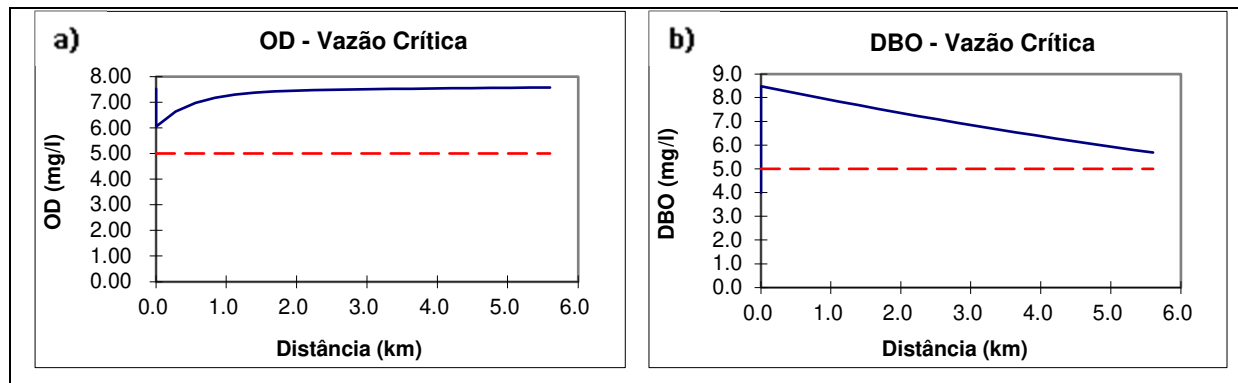 a)
OD - Vazão Crítica
8.00
7.00
6.00
5.00
4.00
3.00
2.00
1.00
0.00
OD (mg/l)
0.0 1.0 2.0 3.0 4.0 5.0 6.0
Distância (km)
b)
DBO - Vazão Crítica
9.0
8.0
7.0
6.0
5.0
4.0
3.0
2.0
1.0
0.0
DBO (mg/l)
0.0 1.0 2.0 3.0 4.0 5.0 6.0
Distância (km)